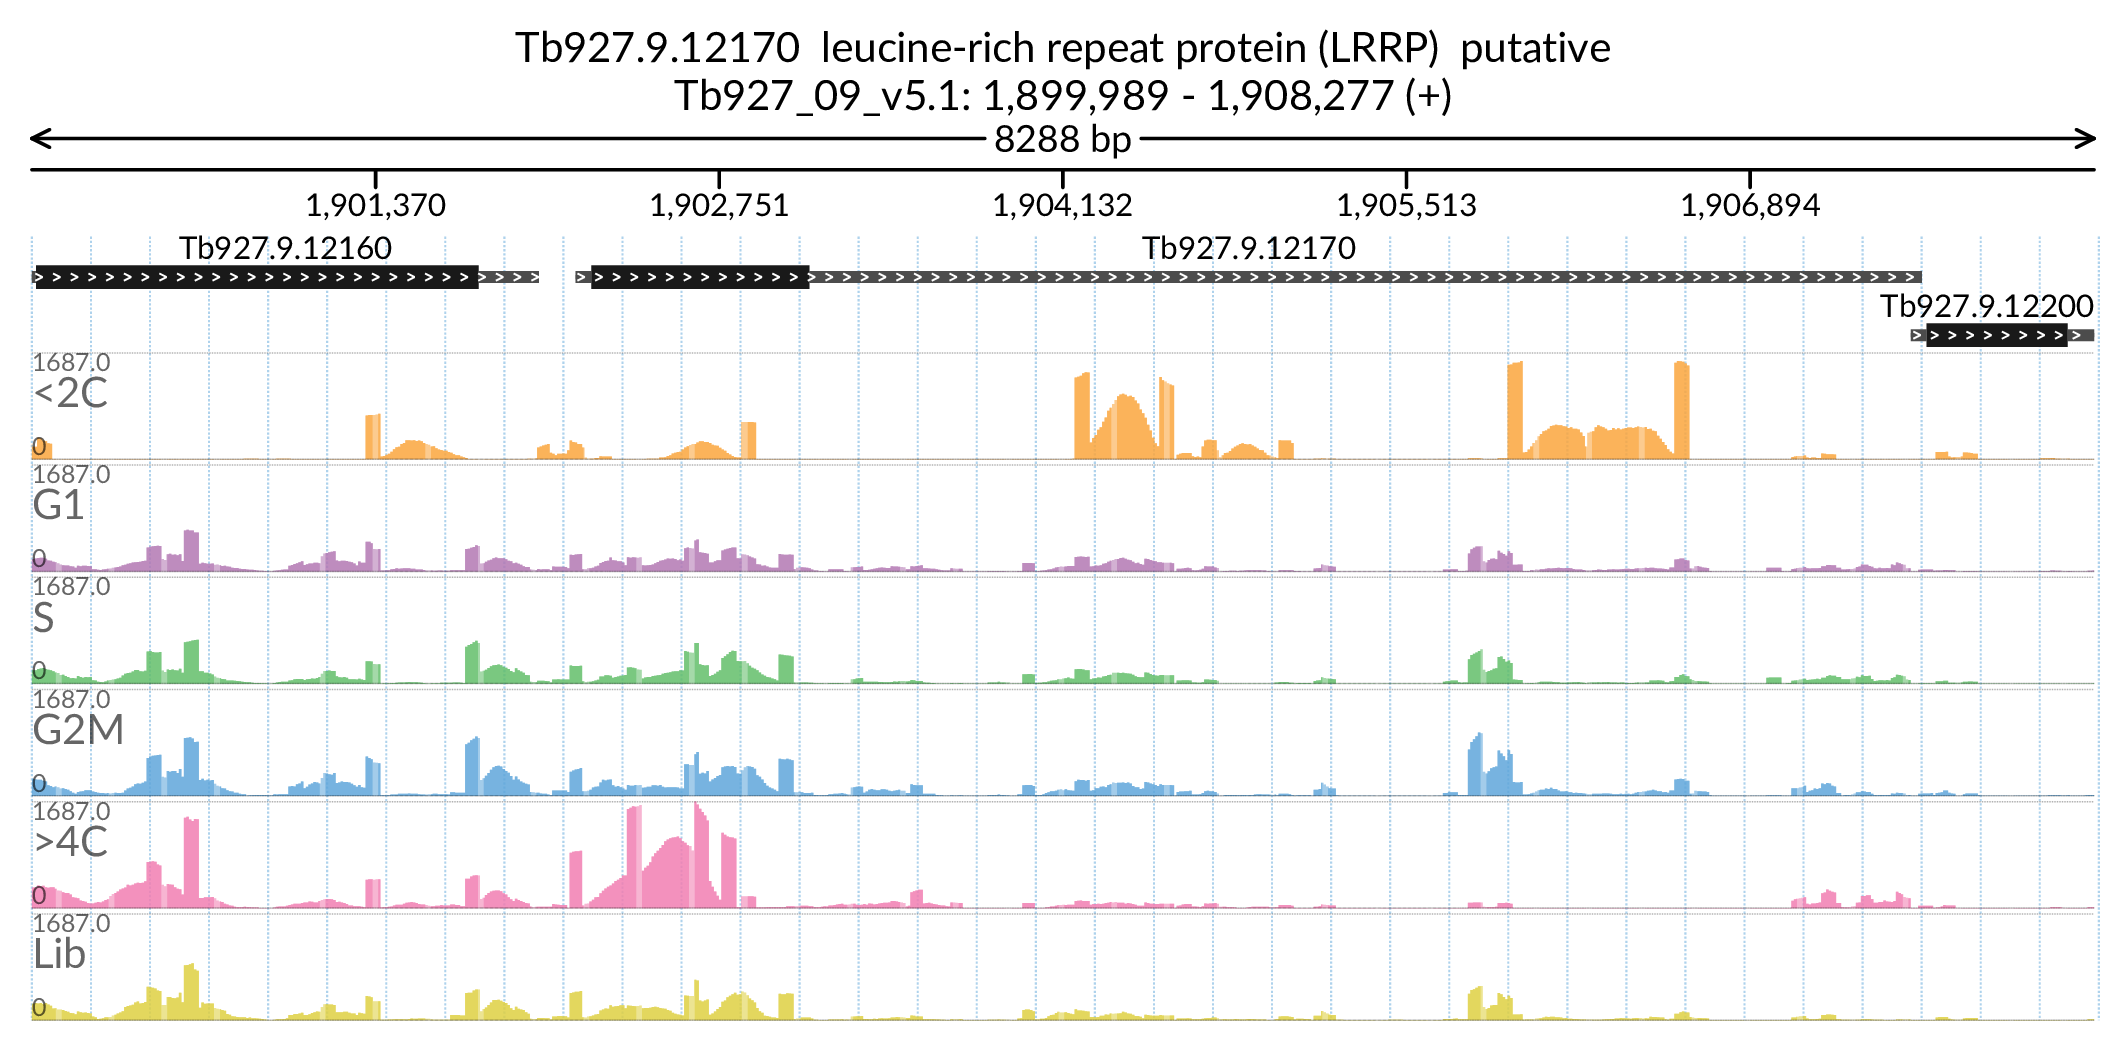 Tb927.9.12170 leucine-rich repeat protein (LRRP) putative
Tb927_09_v5.1: 1,899,989 - 1,908,277 (+)
8288 bp
1,901,370 1,902,751 1,904,132 1,905,513 1,906,894
Tb927.9.12160 Tb927.9.12170
Tb927.9.12200
1687.0
<2C
0
1687.0
G1
0
1687.0
S
0
1687.0
G2M
0
1687.0
>4C
0
1687.0
Lib
0